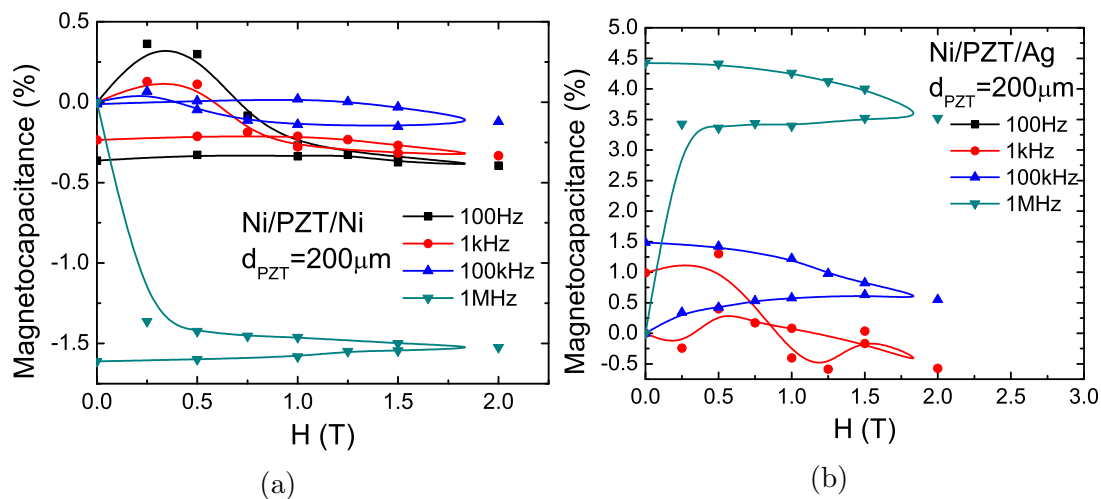 0.5
0.0
-0.5
-1.0
-1.5
Magnetocapacitance (%)
0.0 0.5 1.0 1.5 2.0
H (T)
Ni/PZT/Ni
dPZT=200μm
100Hz
1kHz
100kHz
1MHz
(a)
5.0
4.5
4.0
3.5
3.0
2.5
2.0
1.5
1.0
0.5
0.0
-0.5
Magnetocapacitance (%)
0.0 0.5 1.0 1.5 2.0 2.5 3.0
H (T)
Ni/PZT/Ag
dPZT=200μm
100Hz
1kHz
100kHz
1MHz
(b)